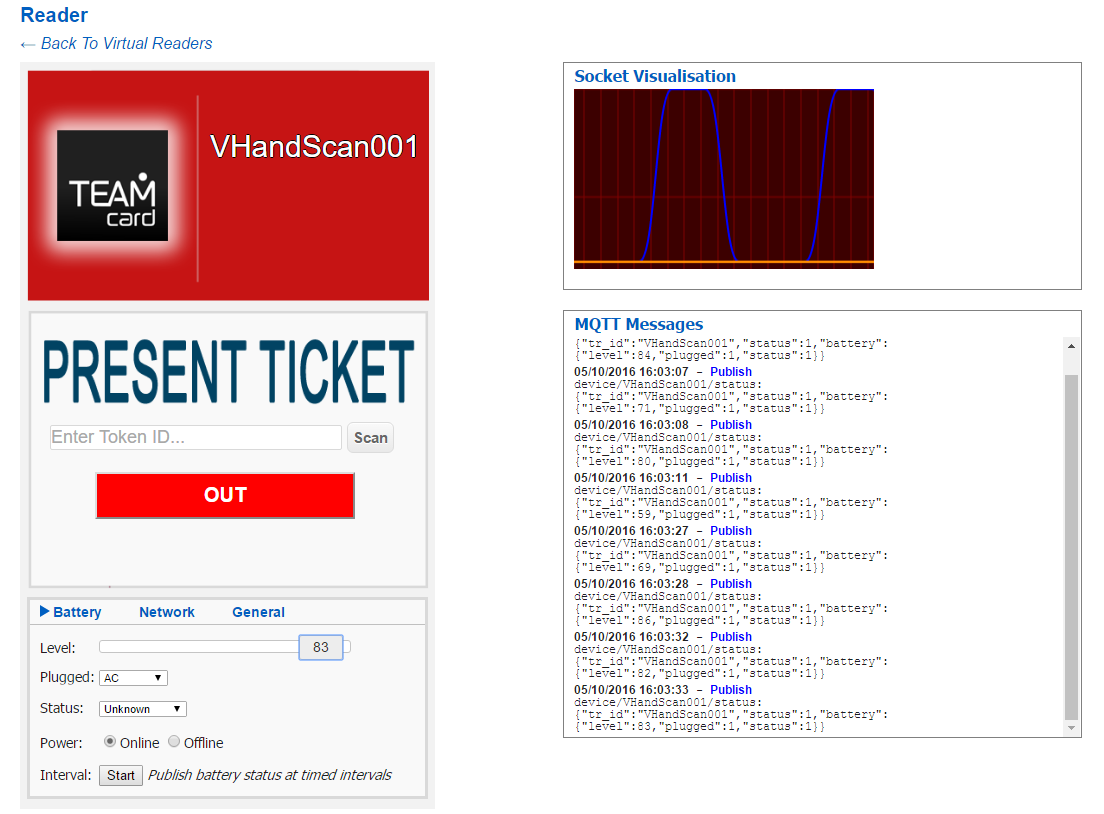 Reader
← Back To Virtual Readers
TEAM
card
VHandScan001
PRESENT TICKET
Enter Token ID...
Scan
OUT
Battery Network General
Level: 83
Plugged: AC
Status: Unknown
Power: Online Offline
Interval: Start Publish battery status at timed intervals
Socket Visualisation
MQTT Messages
{"tr_id":"VHandScan001","status":1,"battery":
{"level":84,"plugged":1,"status":1}}
05/10/2016 16:03:07 – Publish
device/VHandScan001/status:
{"tr_id":"VHandScan001","status":1,"battery":
{"level":71,"plugged":1,"status":1}}
05/10/2016 16:03:08 – Publish
device/VHandScan001/status:
{"tr_id":"VHandScan001","status":1,"battery":
{"level":80,"plugged":1,"status":1}}
05/10/2016 16:03:11 – Publish
device/VHandScan001/status:
{"tr_id":"VHandScan001","status":1,"battery":
{"level":59,"plugged":1,"status":1}}
05/10/2016 16:03:27 – Publish
device/VHandScan001/status:
{"tr_id":"VHandScan001","status":1,"battery":
{"level":69,"plugged":1,"status":1}}
05/10/2016 16:03:28 – Publish
device/VHandScan001/status:
{"tr_id":"VHandScan001","status":1,"battery":
{"level":86,"plugged":1,"status":1}}
05/10/2016 16:03:32 – Publish
device/VHandScan001/status:
{"tr_id":"VHandScan001","status":1,"battery":
{"level":82,"plugged":1,"status":1}}
05/10/2016 16:03:33 – Publish
device/VHandScan001/status:
{"tr_id":"VHandScan001","status":1,"battery":
{"level":83,"plugged":1,"status":1}}